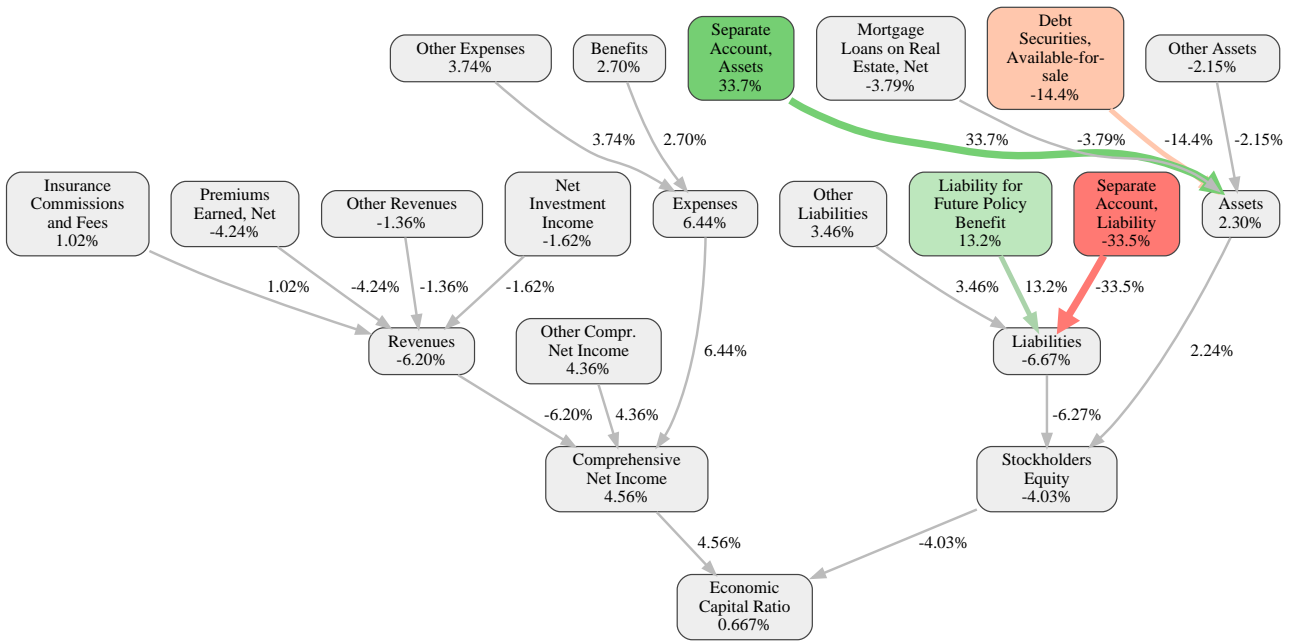 Other Expenses
3.74%
Benefits
2.70%
Separate
Account,
Assets
33.7%
Mortgage
Loans on Real
Estate, Net
-3.79%
Debt
Securities,
Available-for-
sale
-14.4%
Other Assets
-2.15%
3.74%
2.70%
33.7%
-3.79%
-14.4%
-2.15%
Insurance
Commissions
and Fees
1.02%
Premiums
Earned, Net
-4.24%
Other Revenues
-1.36%
Net
Investment
Income
-1.62%
Expenses
6.44%
Other
Liabilities
3.46%
Liability for
Future Policy
Benefit
13.2%
Separate
Account,
Liability
-33.5%
Assets
2.30%
1.02%
-4.24%
-1.36%
-1.62%
3.46%
13.2%
-33.5%
Revenues
-6.20%
Other Compr.
Net Income
4.36%
6.44%
Liabilities
-6.67%
2.24%
-6.20%
4.36%
-6.27%
Comprehensive
Net Income
4.56%
Stockholders
Equity
-4.03%
4.56%
-4.03%
Economic
Capital Ratio
0.667%